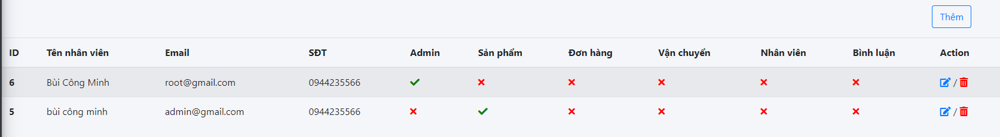 Thêm
ID Tên nhân viên Email SĐT Admin Sản phẩm Đơn hàng Vận chuyển Nhân viên Bình luận Action
6 Bùi Công Minh root@gmail.com 0944235566 /
5 bùi công minh admin@gmail.com 0944235566 /